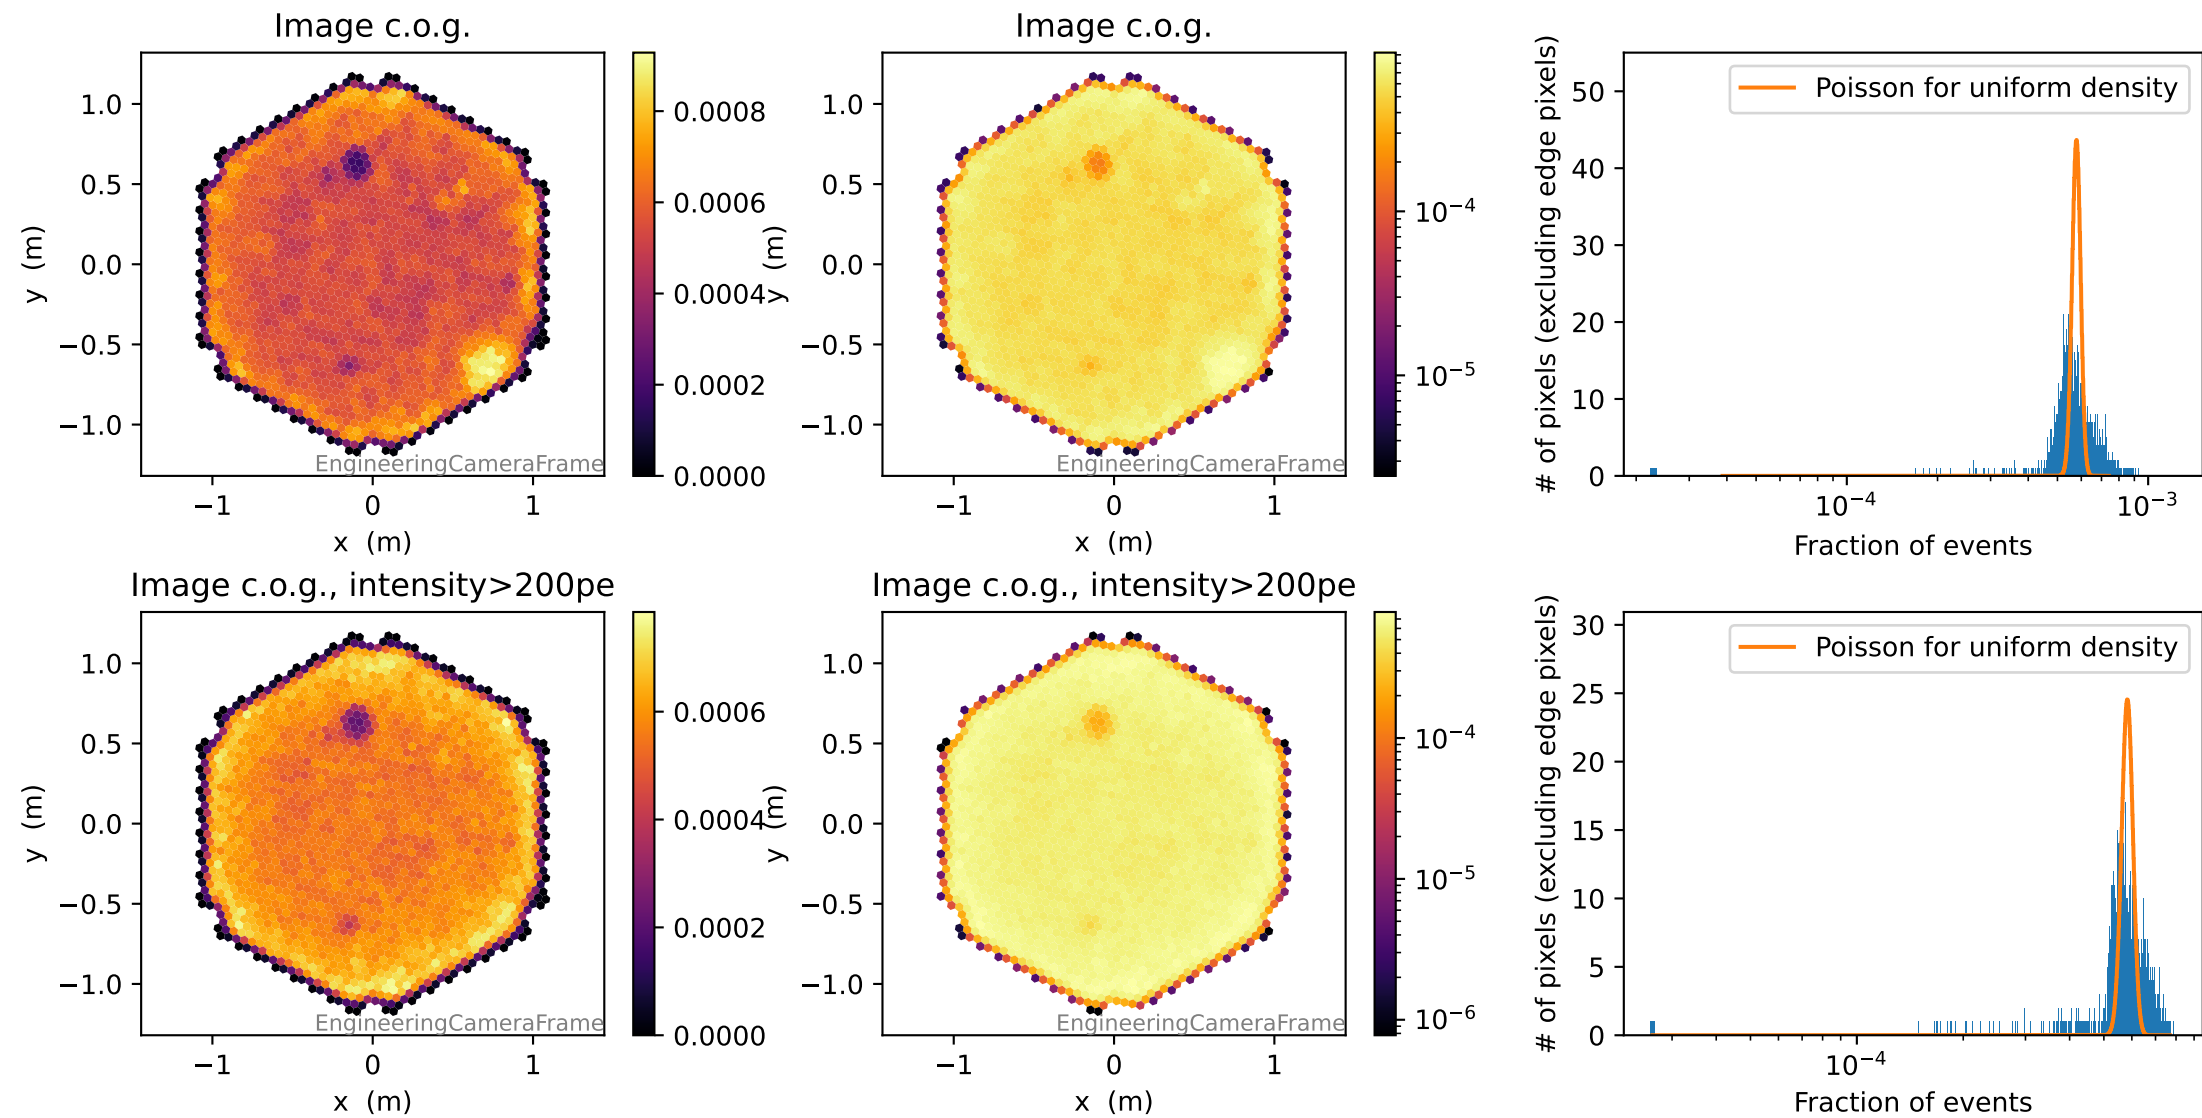 Image c.o.g.
1.0
0.5
0.0
−0.5
−1.0
y (m)
−1
0
1
x (m)
EngineeringCameraFrame
0.0008
0.0006
0.0004
0.0002
0.0000
Image c.o.g.
1.0
0.5
0.0
−0.5
−1.0
y (m)
−1
0
1
x (m)
EngineeringCameraFrame
10⁻⁴
10⁻⁵
50
40
30
20
10
0
# of pixels (excluding edge pixels)
Poisson for uniform density
10⁻⁴
10⁻³
Fraction of events
Image c.o.g., intensity>200pe
1.0
0.5
0.0
−0.5
−1.0
y (m)
−1
0
1
x (m)
EngineeringCameraFrame
0.0006
0.0004
0.0002
0.0000
Image c.o.g., intensity>200pe
1.0
0.5
0.0
−0.5
−1.0
y (m)
−1
0
1
x (m)
EngineeringCameraFrame
10⁻⁴
10⁻⁵
10⁻⁶
30
25
20
15
10
5
0
# of pixels (excluding edge pixels)
Poisson for uniform density
10⁻⁴
Fraction of events